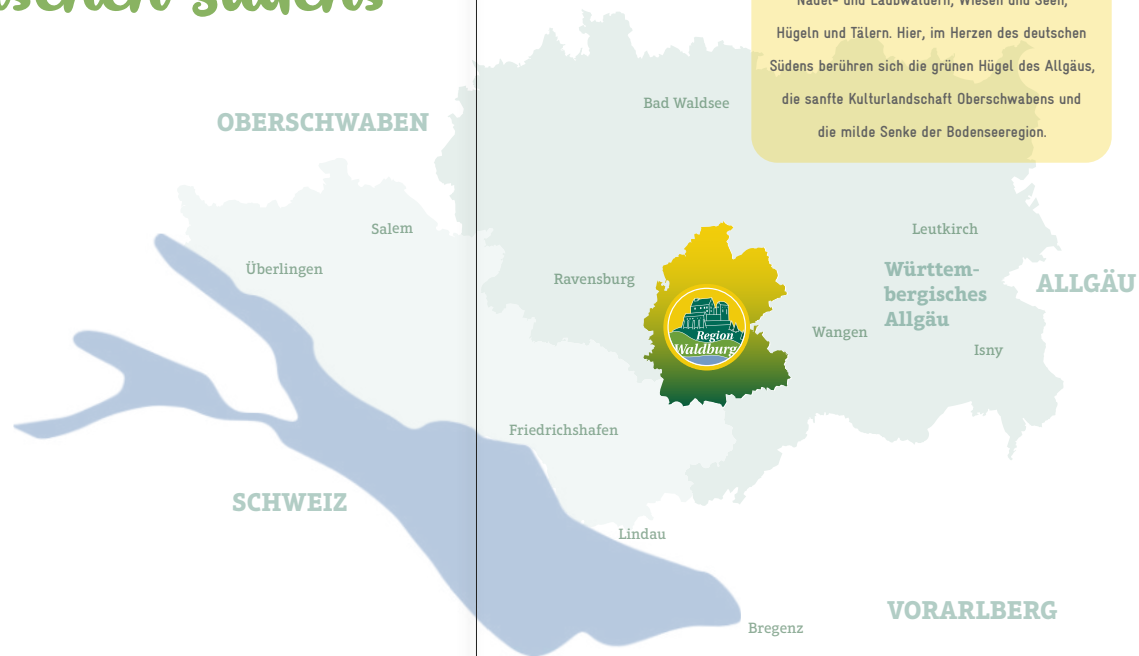 Nadel- und Laubwäldern, Wiesen und Seen,
Hügeln und Tälern. Hier, im Herzen des deutschen
Südens berühren sich die grünen Hügel des Allgäus,
die sanfte Kulturlandschaft Oberschwabens und
die milde Senke der Bodenseeregion.
Bad Waldsee
OBERSCHWABEN
Salem
Leutkirch
Überlingen
Ravensburg
Württem-
bergisches
Allgäu
ALLGÄU
Region
Waldburg
Wangen
Isny
Friedrichshafen
SCHWEIZ
Lindau
VORARLBERG
Bregenz